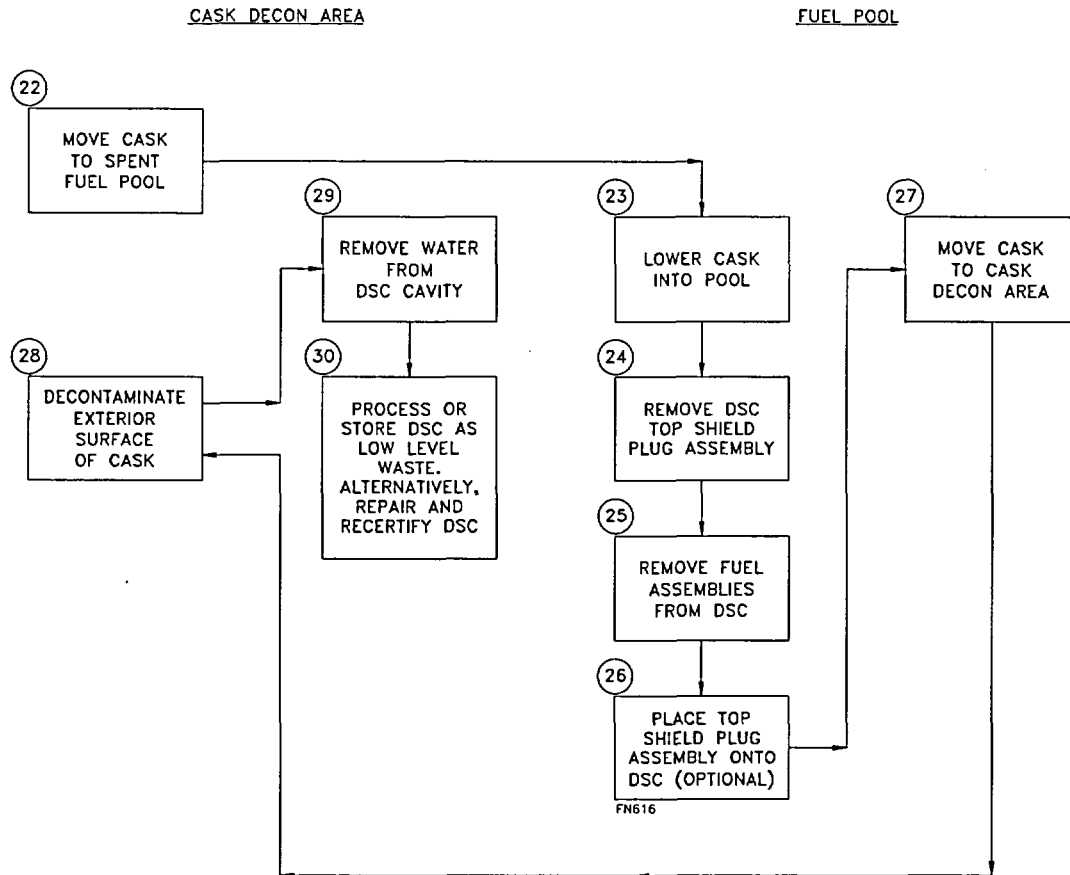 CASK DECON AREA
FUEL POOL
22
MOVE CASK
TO SPENT
FUEL POOL
29
REMOVE WATER
FROM
DSC CAVITY
23
LOWER CASK
INTO POOL
27
MOVE CASK
TO CASK
DECON AREA
28
DECONTAMINATE
EXTERIOR
SURFACE
OF CASK
30
PROCESS OR
STORE DSC AS
LOW LEVEL
WASTE.
ALTERNATIVELY,
REPAIR AND
RECERTIFY DSC
24
REMOVE DSC
TOP SHIELD
PLUG ASSEMBLY
25
REMOVE FUEL
ASSEMBLIES
FROM DSC
26
PLACE TOP
SHIELD PLUG
ASSEMBLY ONTO
DSC (OPTIONAL)
FN616